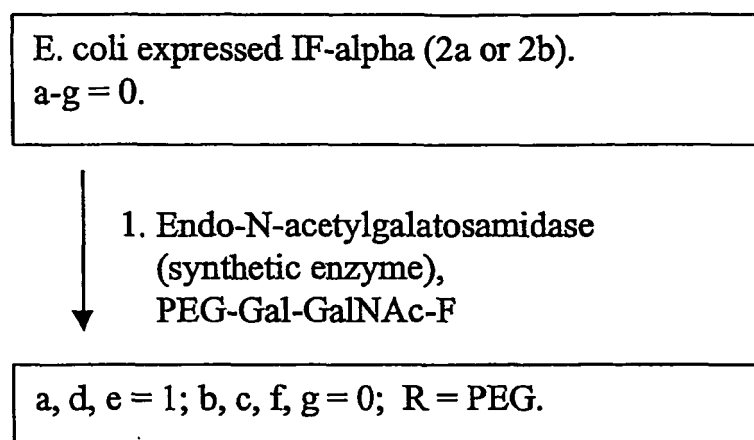 E. coli expressed IF-alpha (2a or 2b).
a-g = 0.
1. Endo-N-acetylgalatosamidase
(synthetic enzyme),
PEG-Gal-GalNAc-F
a, d, e = 1; b, c, f, g = 0; R = PEG.